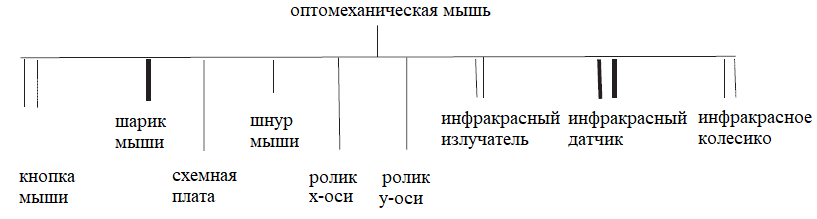 оптомеханическая мышь
кнопка
мыши
шарик
мыши
схемная
плата
шнур
мыши
ролик
x-оси
ролик
y-оси
инфракрасный
излучатель
инфракрасный
датчик
инфракрасное
колесико